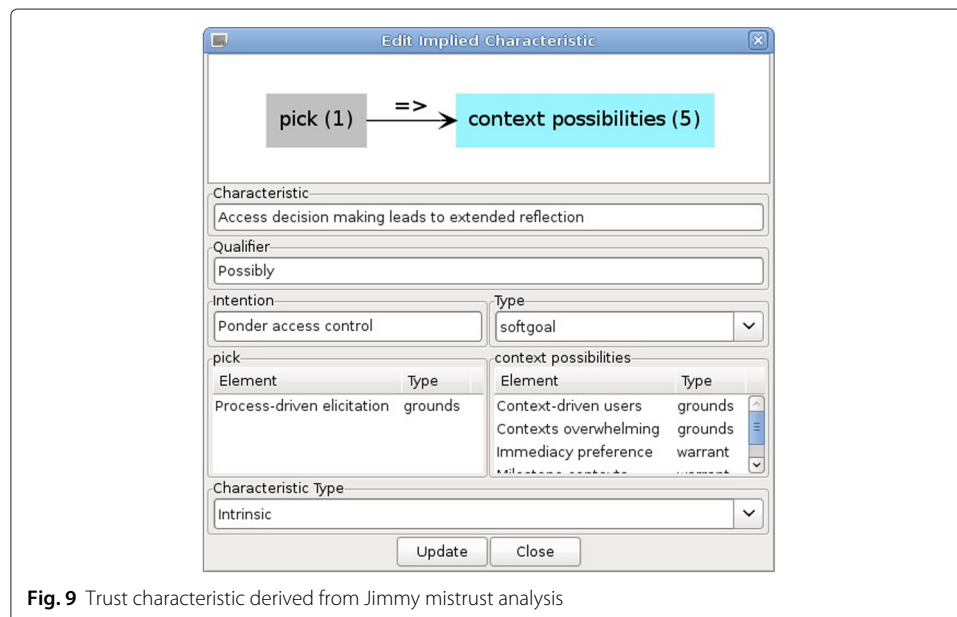 Edit Implied Characteristic
=>
pick (1)
context possibilities (5)
Characteristic
Access decision making leads to extended reflection
Qualifier
Possibly
Intention
Type
Ponder access control
softgoal
pick
context possibilities
Element Type
Element Type
Process-driven elicitation grounds
Context-driven users grounds
Contexts overwhelming grounds
Immediacy preference warrant
Characteristic Type
Intrinsic
Update
Close
Fig. 9 Trust characteristic derived from Jimmy mistrust analysis